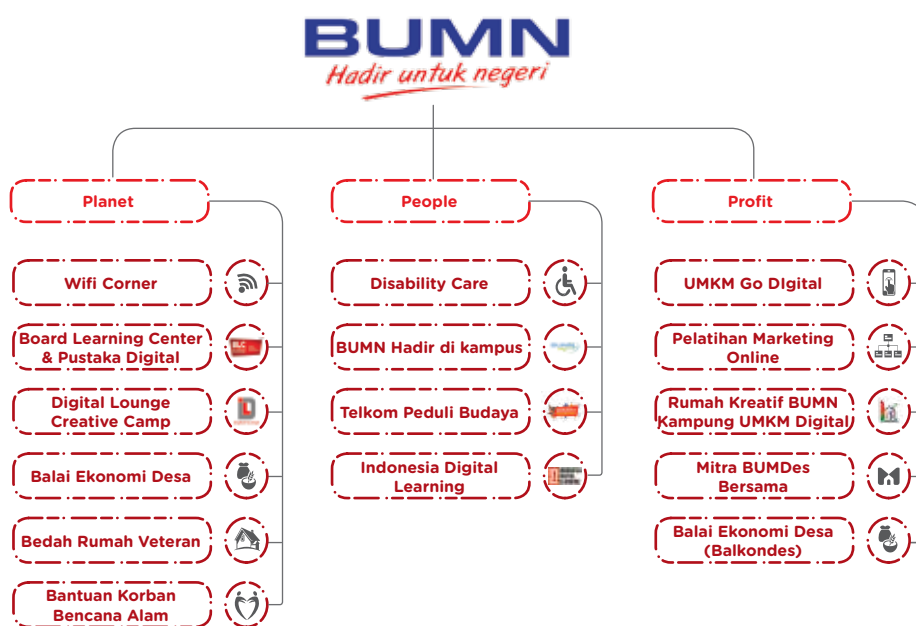 BUMN
Hadir untuk negeri
Planet
Wifi Corner
Board Learning Center
& Pustaka Digital
BLC
Digital Lounge
Creative Camp
Balai Ekonomi Desa
Bedah Rumah Veteran
Bantuan Korban
Bencana Alam
People
Disability Care
BUMN Hadir di kampus
Telkom Peduli Budaya
Indonesia Digital
Learning
Profit
UMKM Go DIgital
Pelatihan Marketing
Online
Rumah Kreatif BUMN
Kampung UMKM Digital
Mitra BUMDes
Bersama
Balai Ekonomi Desa
(Balkondes)